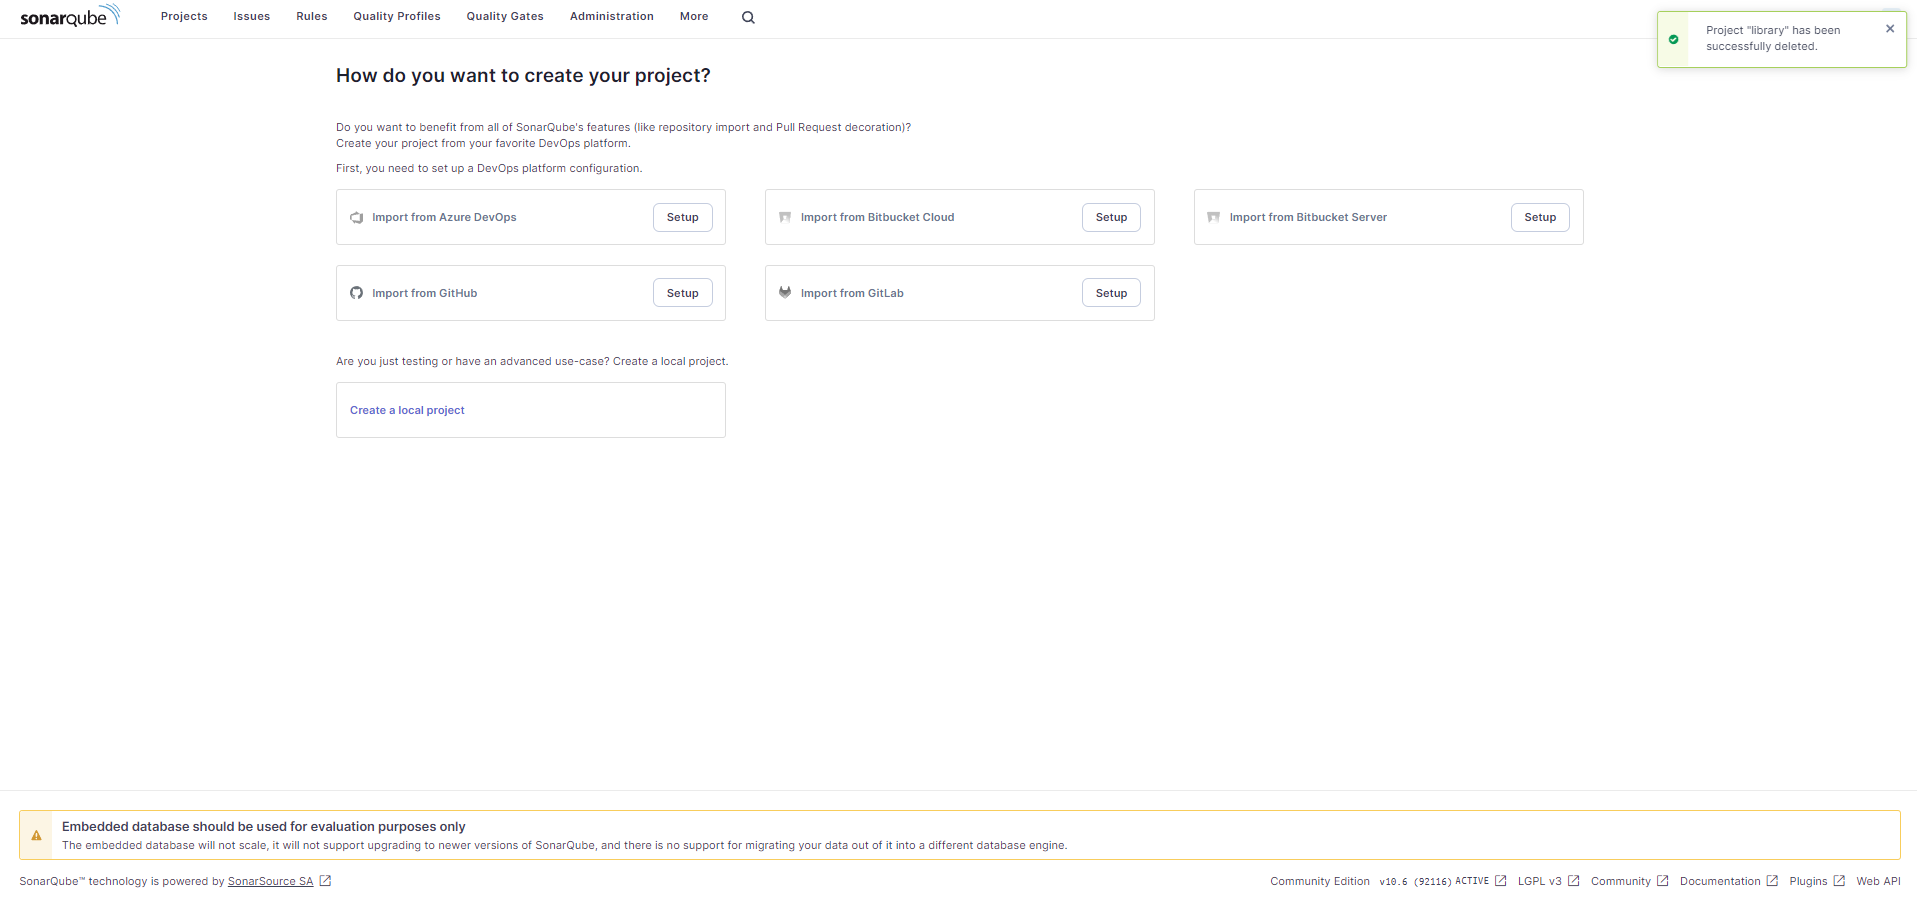 sonarqube
Projects
Issues
Rules
Quality Profiles
Quality Gates
Administration
More
Project "library" has been
successfully deleted.
How do you want to create your project?
Do you want to benefit from all of SonarQube's features (like repository import and Pull Request decoration)?
Create your project from your favorite DevOps platform.
First, you need to set up a DevOps platform configuration.
Import from Azure DevOps
Setup
Import from Bitbucket Cloud
Setup
Import from Bitbucket Server
Setup
Import from GitHub
Setup
Import from GitLab
Setup
Are you just testing or have an advanced use-case? Create a local project.
Create a local project
Embedded database should be used for evaluation purposes only
The embedded database will not scale, it will not support upgrading to newer versions of SonarQube, and there is no support for migrating your data out of it into a different database engine.
SonarQube™ technology is powered by SonarSource SA
Community Edition
v10.6 (92116) ACTIVE
LGPL v3
Community
Documentation
Plugins
Web API